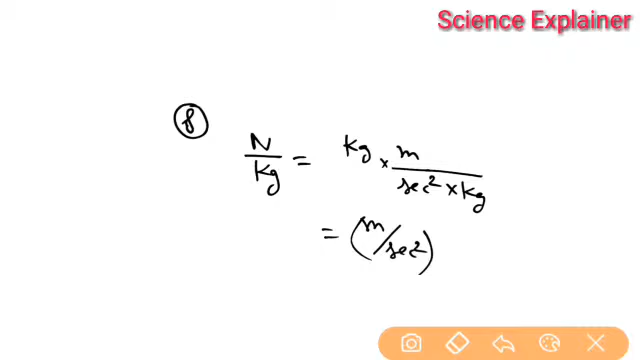 Science Explainer
8
N/kg = kg × m/sec² × kg
= (m/sec²)